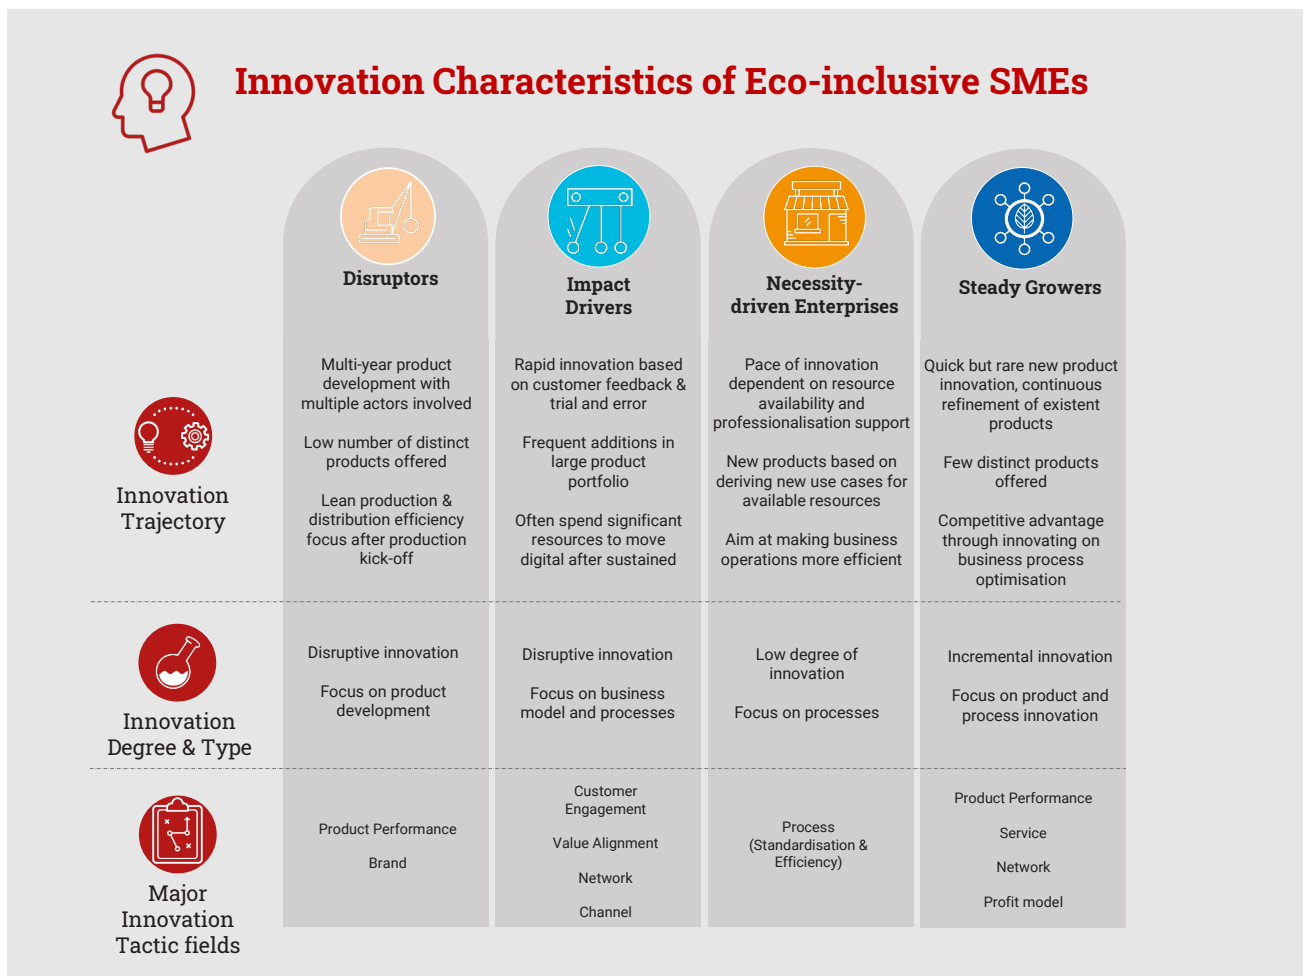 Innovation Characteristics of Eco-inclusive SMEs
Disruptors
Impact
Drivers
Necessity-
driven Enterprises
Steady Growers
Innovation
Trajectory
Multi-year product
development with
multiple actors involved
Low number of distinct
products offered
Lean production &
distribution efficiency
focus after production
kick-off
Rapid innovation based
on customer feedback &
trial and error
Frequent additions in
large product
portfolio
Often spend significant
resources to move
digital after sustained
Pace of innovation
dependent on resource
availability and
professionalisation support
New products based on
deriving new use cases for
available resources
Aim at making business
operations more efficient
Quick but rare new product
innovation, continuous
refinement of existent
products
Few distinct products
offered
Competitive advantage
through innovating on
business process
optimisation
Innovation
Degree & Type
Disruptive innovation
Focus on product
development
Disruptive innovation
Focus on business
model and processes
Low degree of
innovation
Focus on processes
Incremental innovation
Focus on product and
process innovation
Major
Innovation
Tactic fields
Product Performance
Brand
Customer
Engagement
Value Alignment
Network
Channel
Process
(Standardisation &
Efficiency)
Product Performance
Service
Network
Profit model